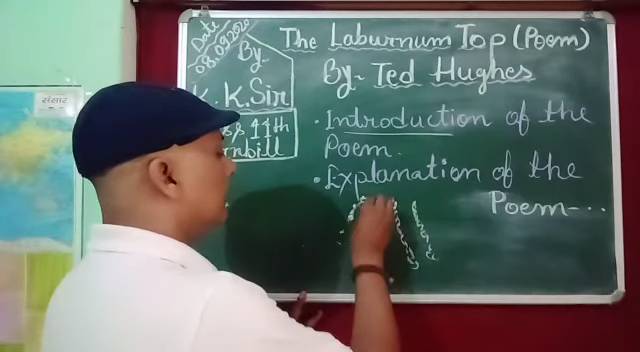 Date
08.09.2020
By-
K. K. Sir
11th
The Laburnum Top (Poem)
By- Ted Hughes
• Introduction of the
Poem.
• Explanation of the
Poem-...
संसार